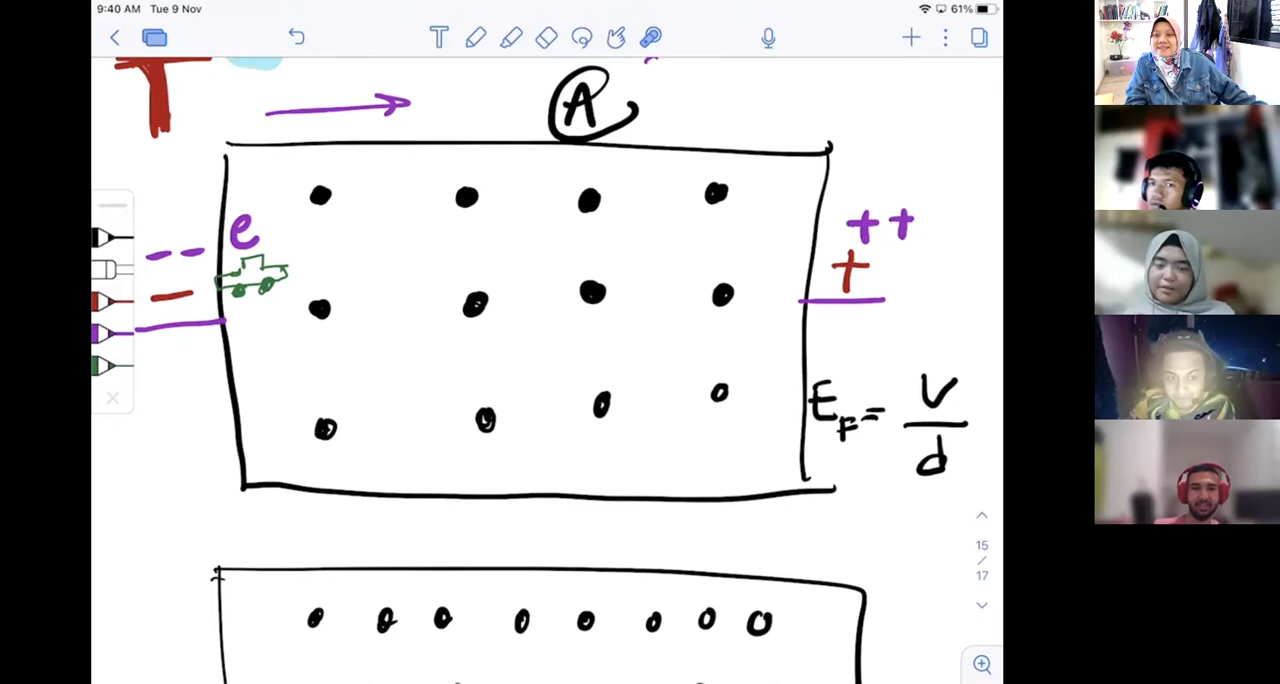 9:40 AM Tue 9 Nov
61%
T
T
A
e
-- ++
- +
E_F = V/d
15
/
17